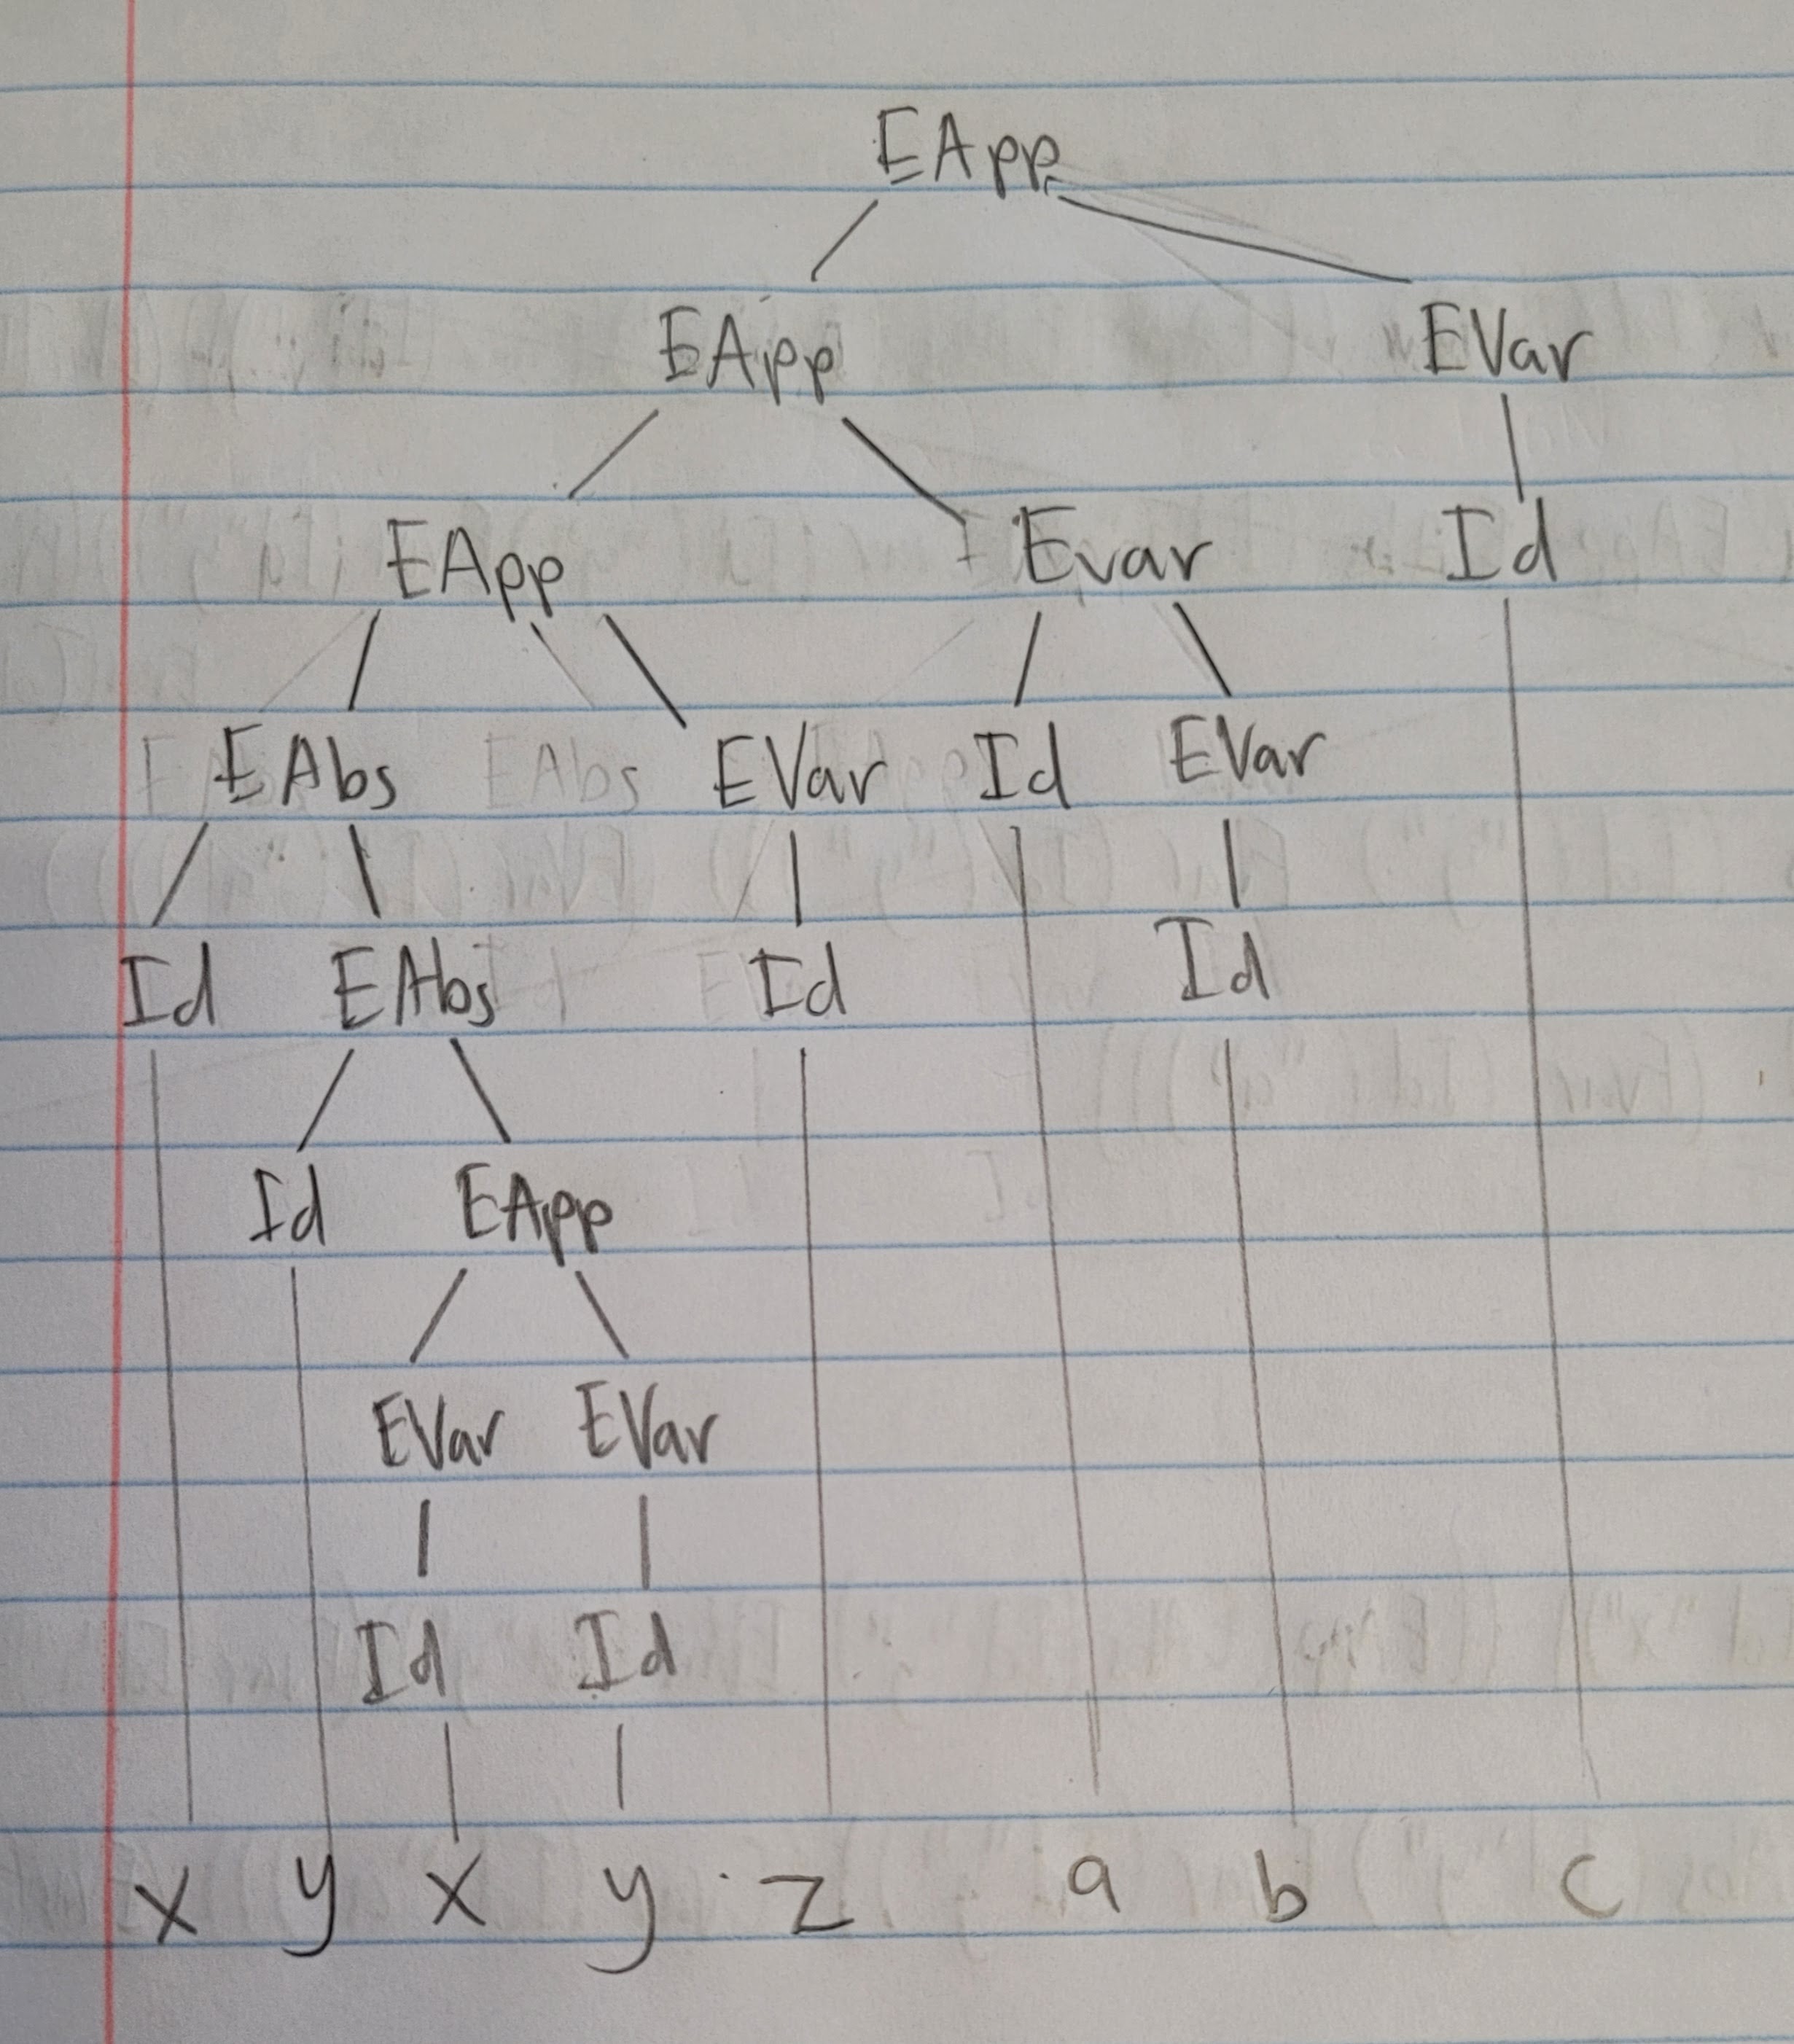 EApp
EApp EVar
EApp Evar Id
EAbs EAbs EVar Id EVar
Id EAbs Id Id
Id EApp
EVar EVar
Id Id
x y x y z a b c